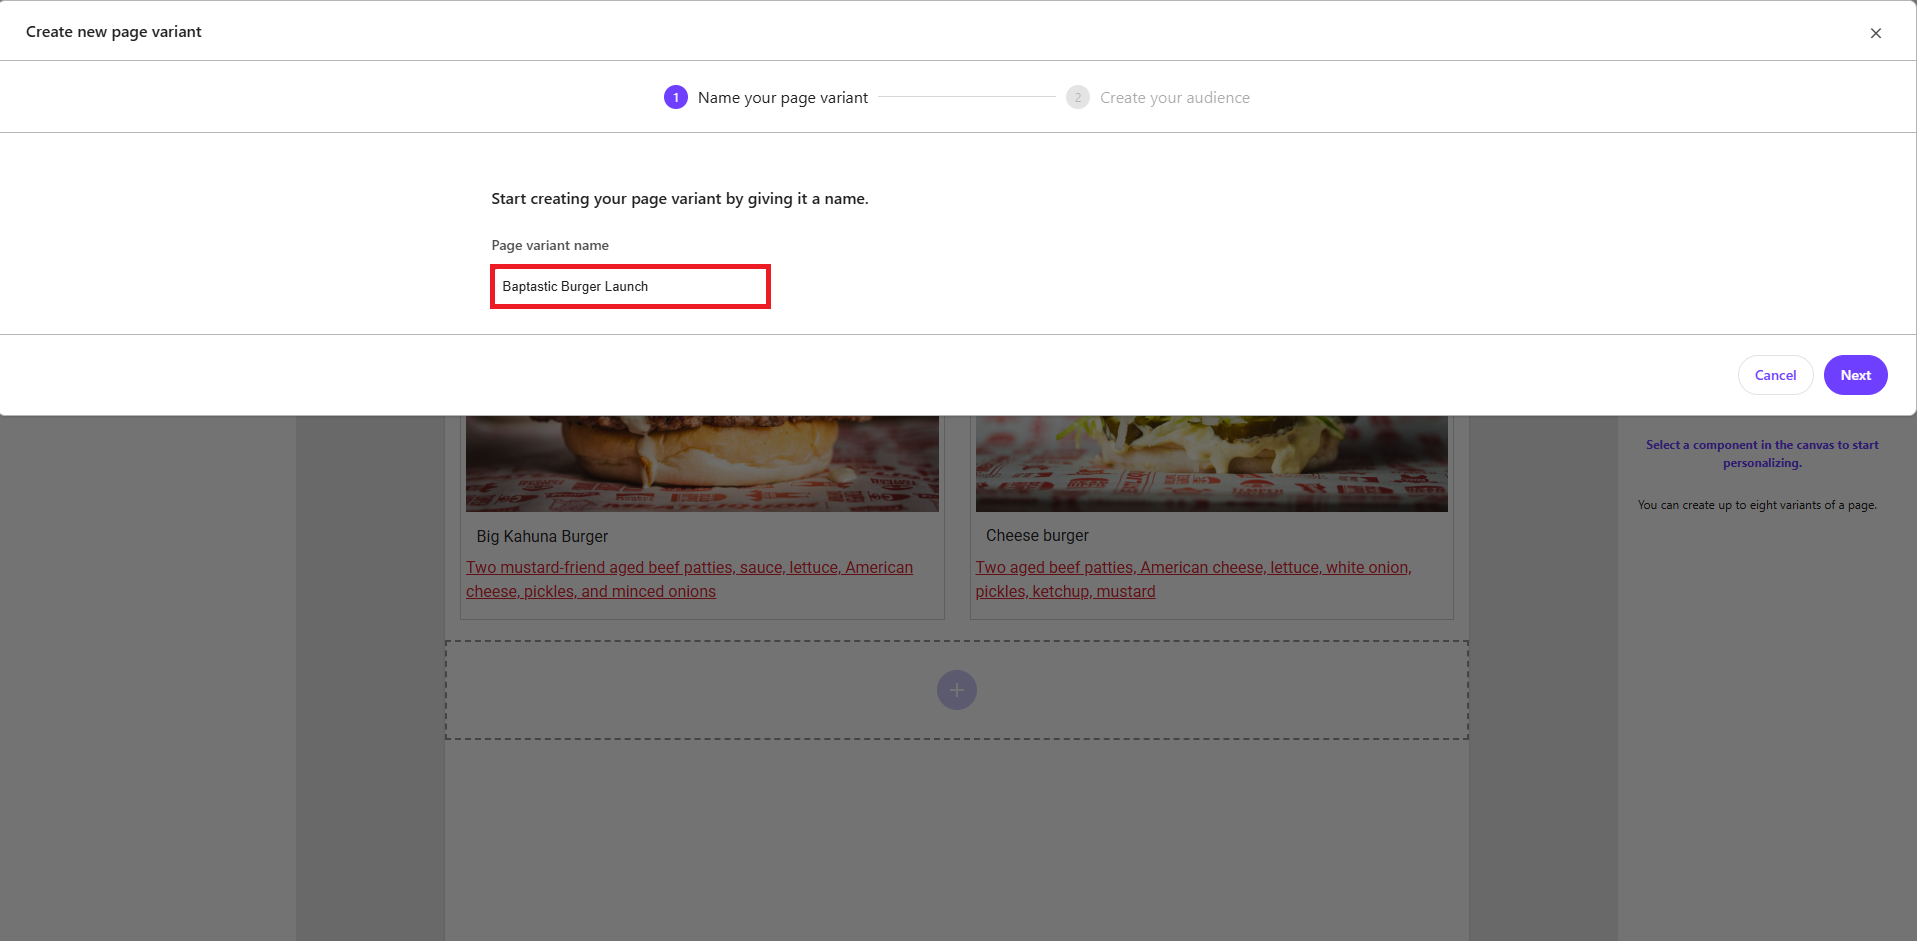 Create new page variant
1 Name your page variant
2 Create your audience
Start creating your page variant by giving it a name.
Page variant name
Baptastic Burger Launch
Cancel
Next
Select a component in the canvas to start
personalizing.
You can create up to eight variants of a page.
Big Kahuna Burger
Two mustard-friend aged beef patties, sauce, lettuce, American
cheese, pickles, and minced onions
Cheese burger
Two aged beef patties, American cheese, lettuce, white onion,
pickles, ketchup, mustard